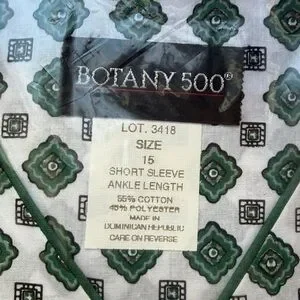 BOTANY 500®
LOT. 3418
SIZE
15
SHORT SLEEVE
ANKLE LENGTH
55% COTTON
45% POLYESTER
MADE IN
DOMINICAN REPUBLIC
CARE ON REVERSE